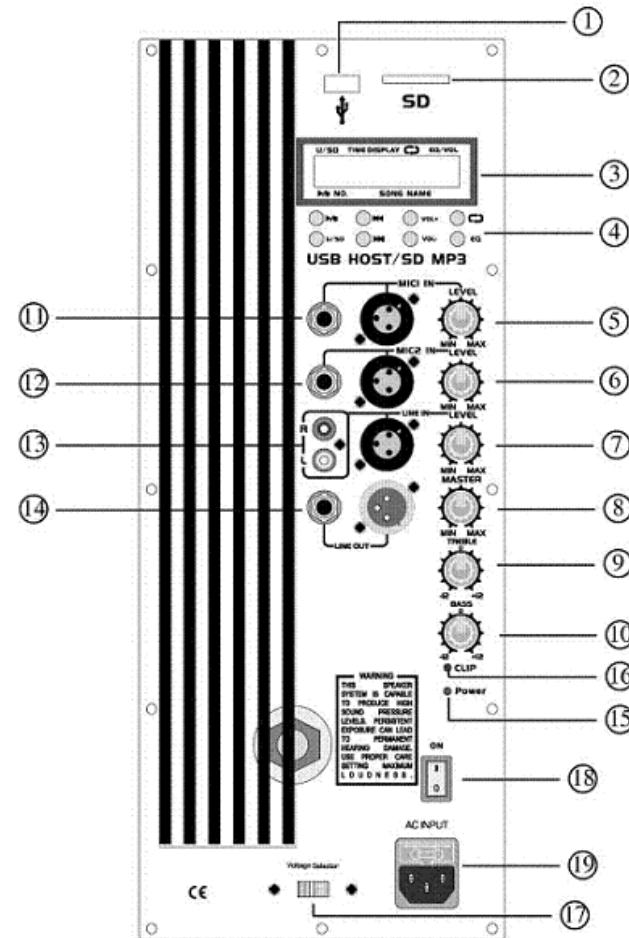 1
2
SD
U/SD TIME DISPLAY EQ/VOL
3
NO. SONG NAME
VOL+
4
U/SD VOL- EQ
USB HOST/SD MP3
MIC1 IN
LEVEL
11
5
MIN MAX
MIC2 IN
LEVEL
12
6
MIN MAX
LINE IN
LEVEL
R
13
7
L
MIN MAX
MASTER
14
8
MIN MAX
LINE OUT
TREBLE
9
-12 +12
BASS
10
-12 +12
CLIP
16
Power
15
WARNING
THIS SPEAKER
SYSTEM IS CAPABLE
TO PRODUCE HIGH
SOUND PRESSURE
LEVELS. PERSISTENT
EXPOSURE CAN LEAD
TO PERMANENT
HEARING DAMAGE.
USE PROPER CARE
SETTING MAXIMUM
LOUDNESS.
ON
I
O
18
AC INPUT
19
Voltage Selector
CE
17